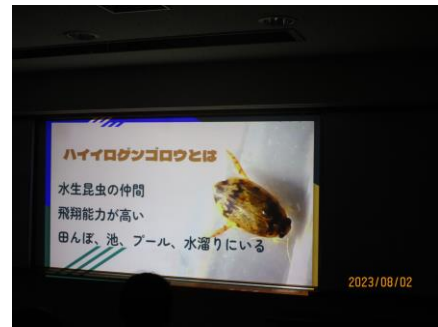 ハイイロゲンゴロウとは
水生昆虫の仲間
飛翔能力が高い
田んぼ、池、プール、水溜りにいる
2023/08/02